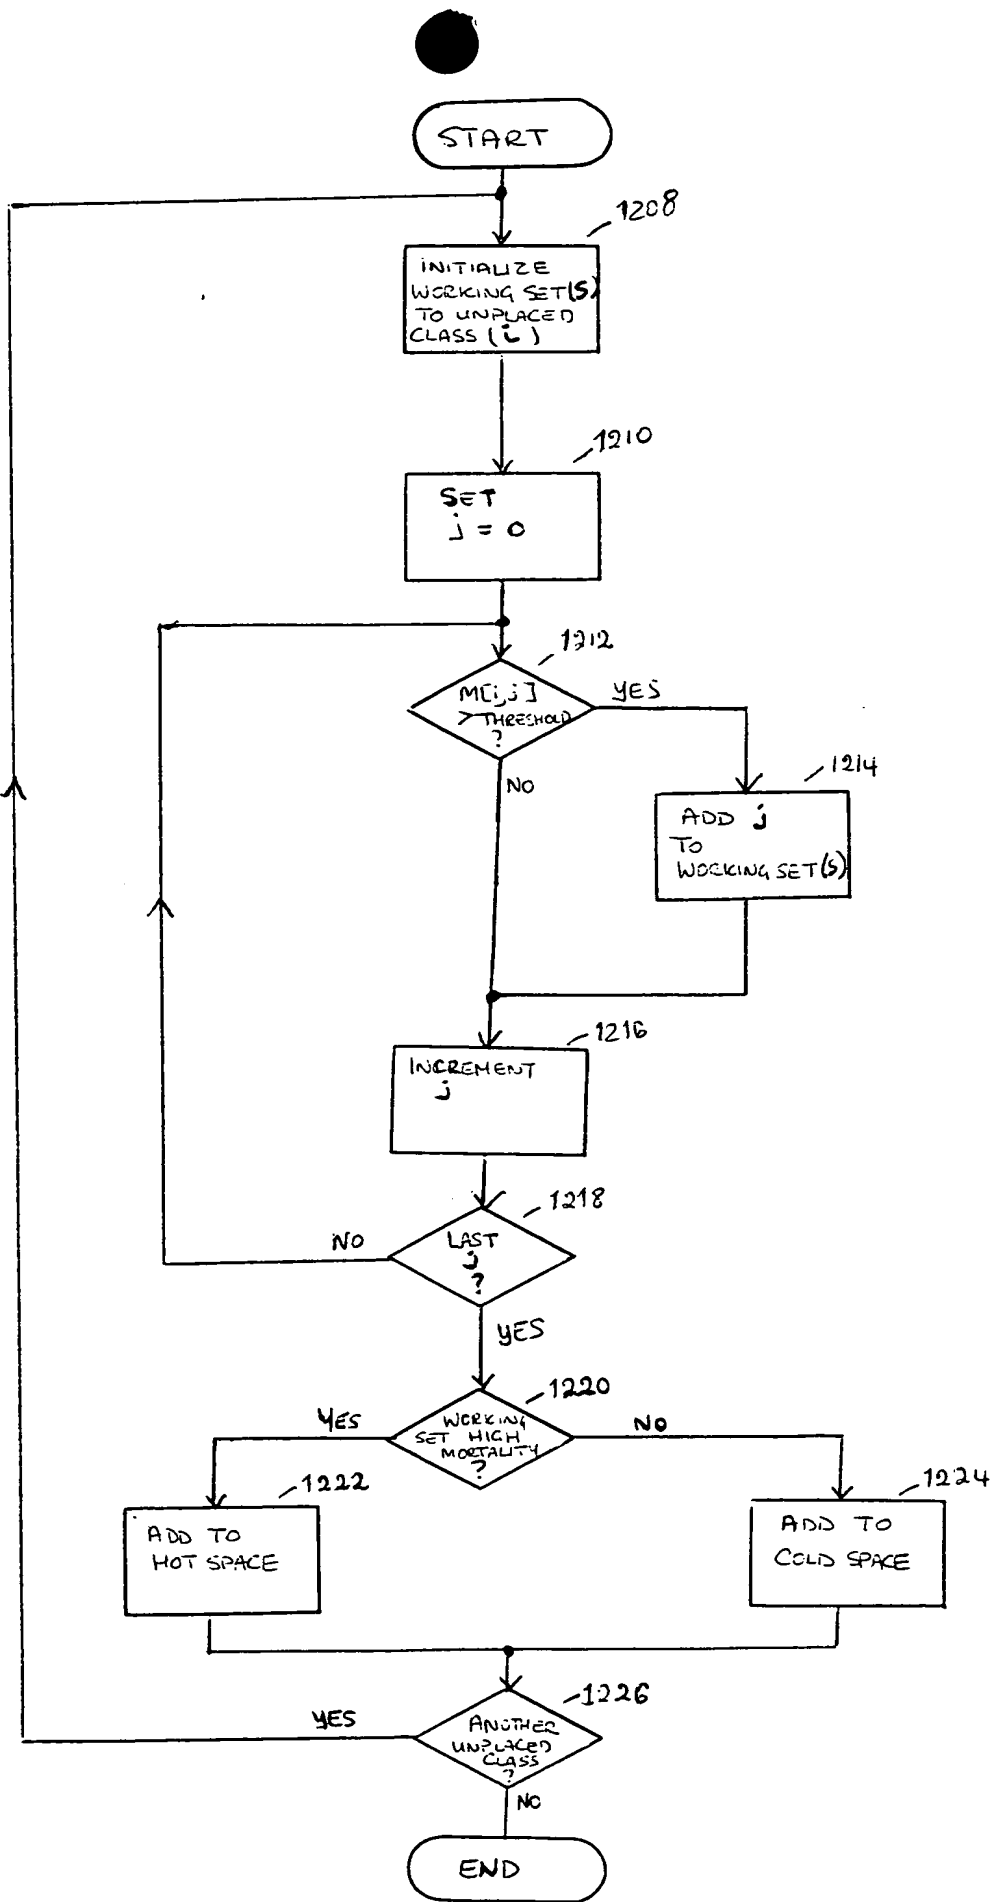 START
1208
INITIALIZE
WORKING SET(S)
TO UNPLACED
CLASS (i)
1210
SET
j = 0
1212
M[i,j]
> THRESHOLD
?
YES
NO
1214
ADD j
TO
WORKING SET(S)
1216
INCREMENT
j
1218
LAST
j
?
NO
YES
1220
WORKING
SET HIGH
MORTALITY
?
YES
NO
1222
ADD TO
HOT SPACE
1224
ADD TO
COLD SPACE
1226
ANOTHER
UNPLACED
CLASS
?
YES
NO
END